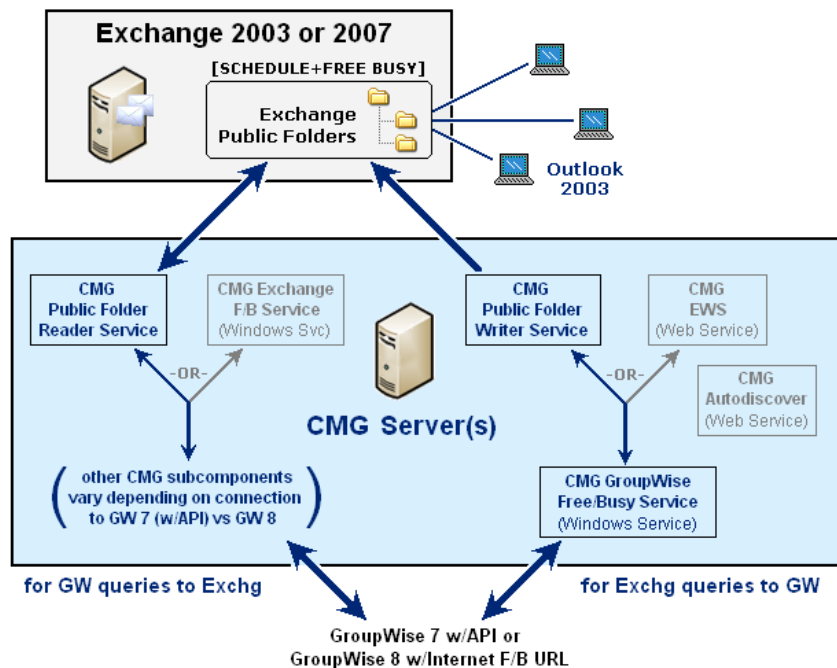 Exchange 2003 or 2007
[SCHEDULE+FREE BUSY]
Exchange
Public Folders
Outlook
2003
CMG
Public Folder
Reader Service
CMG Exchange
F/B Service
(Windows Svc)
CMG
Public Folder
Writer Service
CMG
EWS
(Web Service)
-OR-
-OR-
CMG
Autodiscover
(Web Service)
CMG Server(s)
(other CMG subcomponents
vary depending on connection
to GW 7 (w/API) vs GW 8)
CMG GroupWise
Free/Busy Service
(Windows Service)
for GW queries to Exchg
for Exchg queries to GW
GroupWise 7 w/API or
GroupWise 8 w/Internet F/B URL